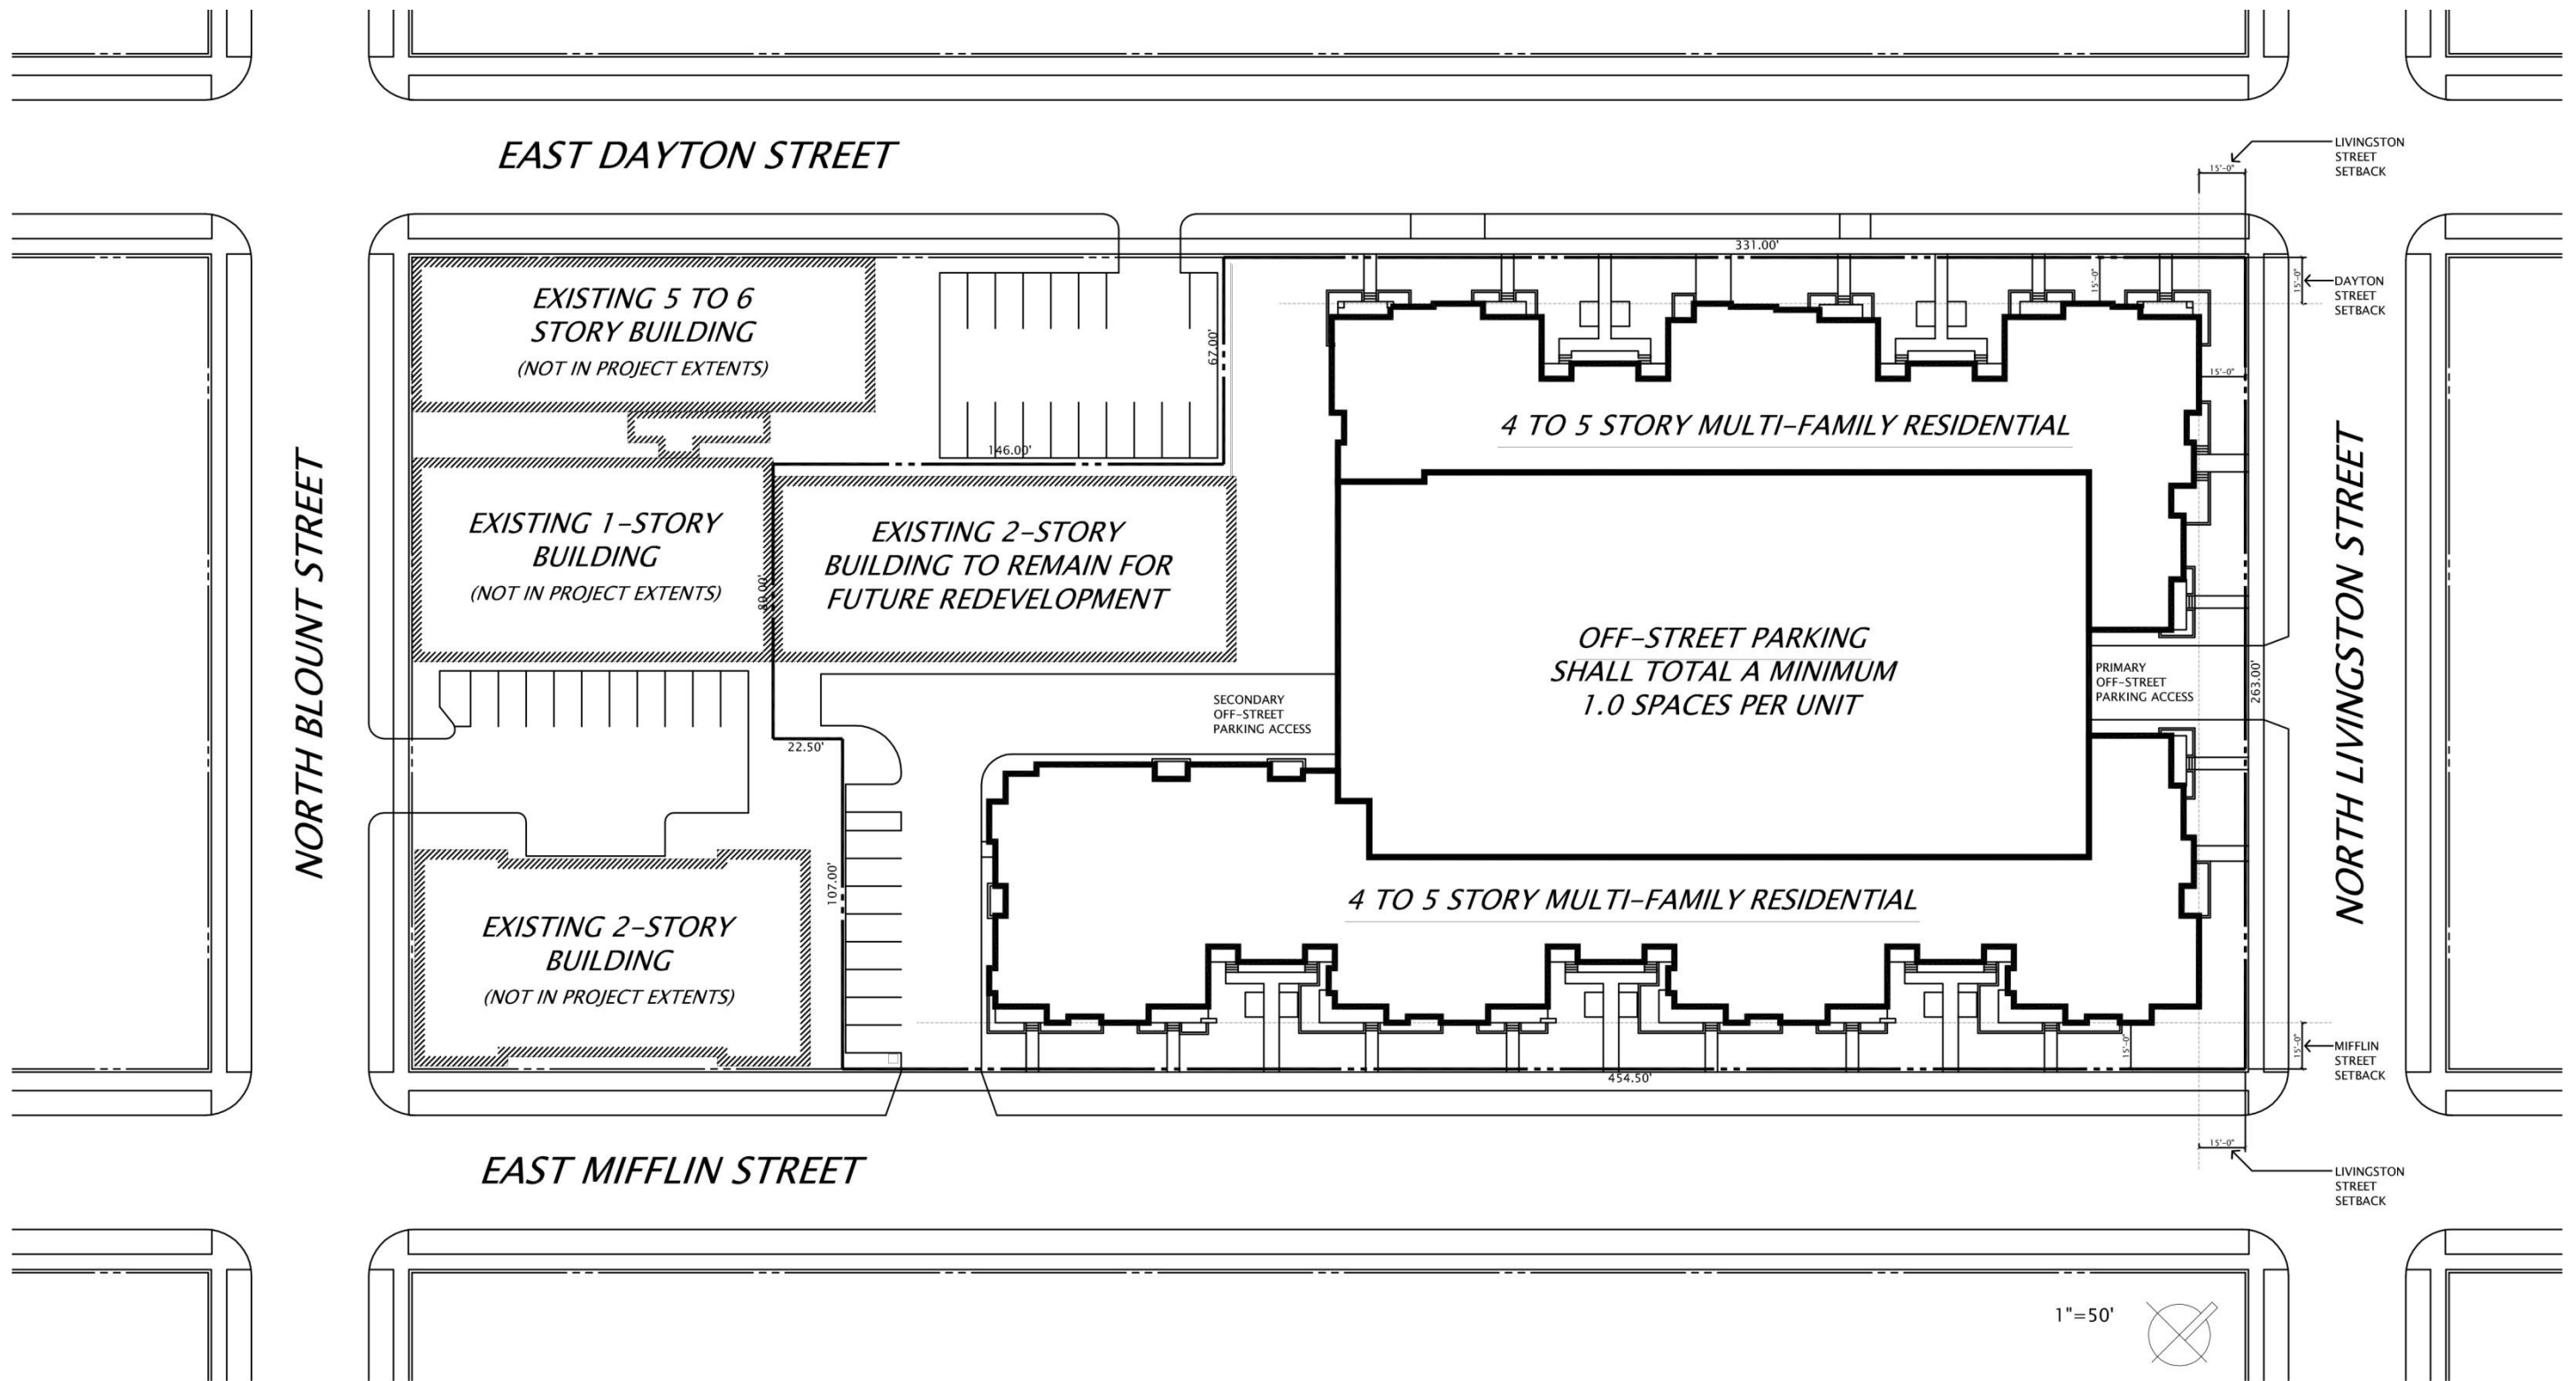 EAST DAYTON STREET
LIVINGSTON
STREET
SETBACK
15'-0"
331.00'
15'-0"
15'-0"
DAYTON
STREET
SETBACK
EXISTING 5 TO 6
STORY BUILDING
(NOT IN PROJECT EXTENTS)
67.00'
15'-0"
4 TO 5 STORY MULTI-FAMILY RESIDENTIAL
146.00'
NORTH BLOUNT STREET
EXISTING 1-STORY
BUILDING
(NOT IN PROJECT EXTENTS)
80.00'
EXISTING 2-STORY
BUILDING TO REMAIN FOR
FUTURE REDEVELOPMENT
OFF-STREET PARKING
SHALL TOTAL A MINIMUM
1.0 SPACES PER UNIT
SECONDARY
OFF-STREET
PARKING ACCESS
PRIMARY
OFF-STREET
PARKING ACCESS
263.00'
NORTH LIVINGSTON STREET
22.50'
107.00'
4 TO 5 STORY MULTI-FAMILY RESIDENTIAL
EXISTING 2-STORY
BUILDING
(NOT IN PROJECT EXTENTS)
15'-0"
15'-0"
MIFFLIN
STREET
SETBACK
454.50'
EAST MIFFLIN STREET
15'-0"
LIVINGSTON
STREET
SETBACK
1"=50'